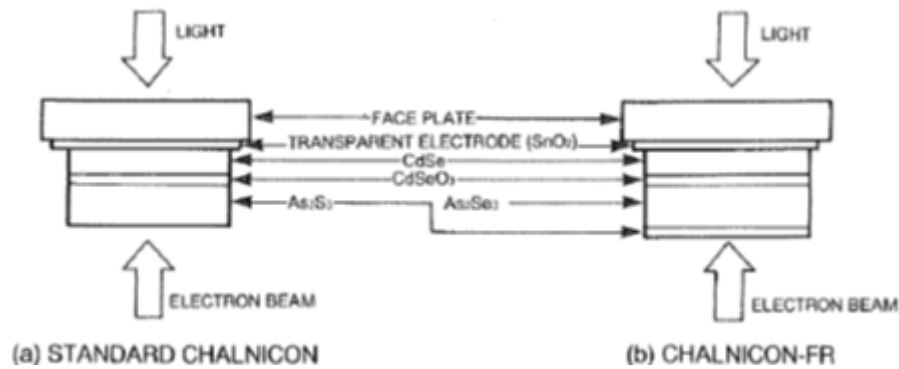 LIGHT LIGHT
FACE PLATE
TRANSPARENT ELECTRODE (SnO₂)
CdSe
CdSeO₃
As₂S₃ As₂Se₃
ELECTRON BEAM ELECTRON BEAM
(a) STANDARD CHALNICON (b) CHALNICON-FR